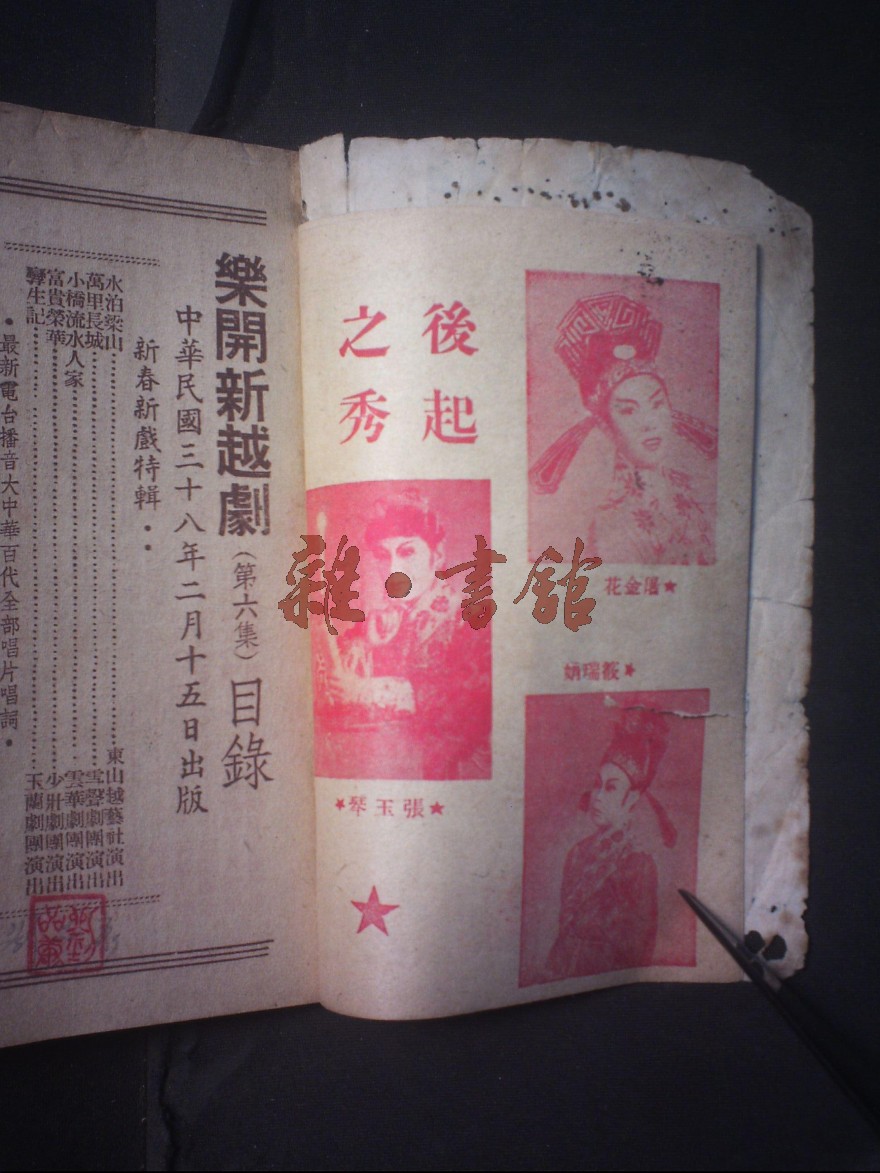 樂開新越劇（第六集）目錄
中華民國三十八年二月十五日出版
新春新戲特輯・・
水泊梁山 東山越藝社演出
萬里長城 雪聲劇團演出
小橋流水人家 雲華劇團演出
富貴榮華 少壯劇團演出
孿生記 玉蘭劇團演出
・最新電台播音大中華百代全部唱片唱詞・
後起
之秀
花金屠★
筱瑞娟★
★琴玉張★
雜・書館